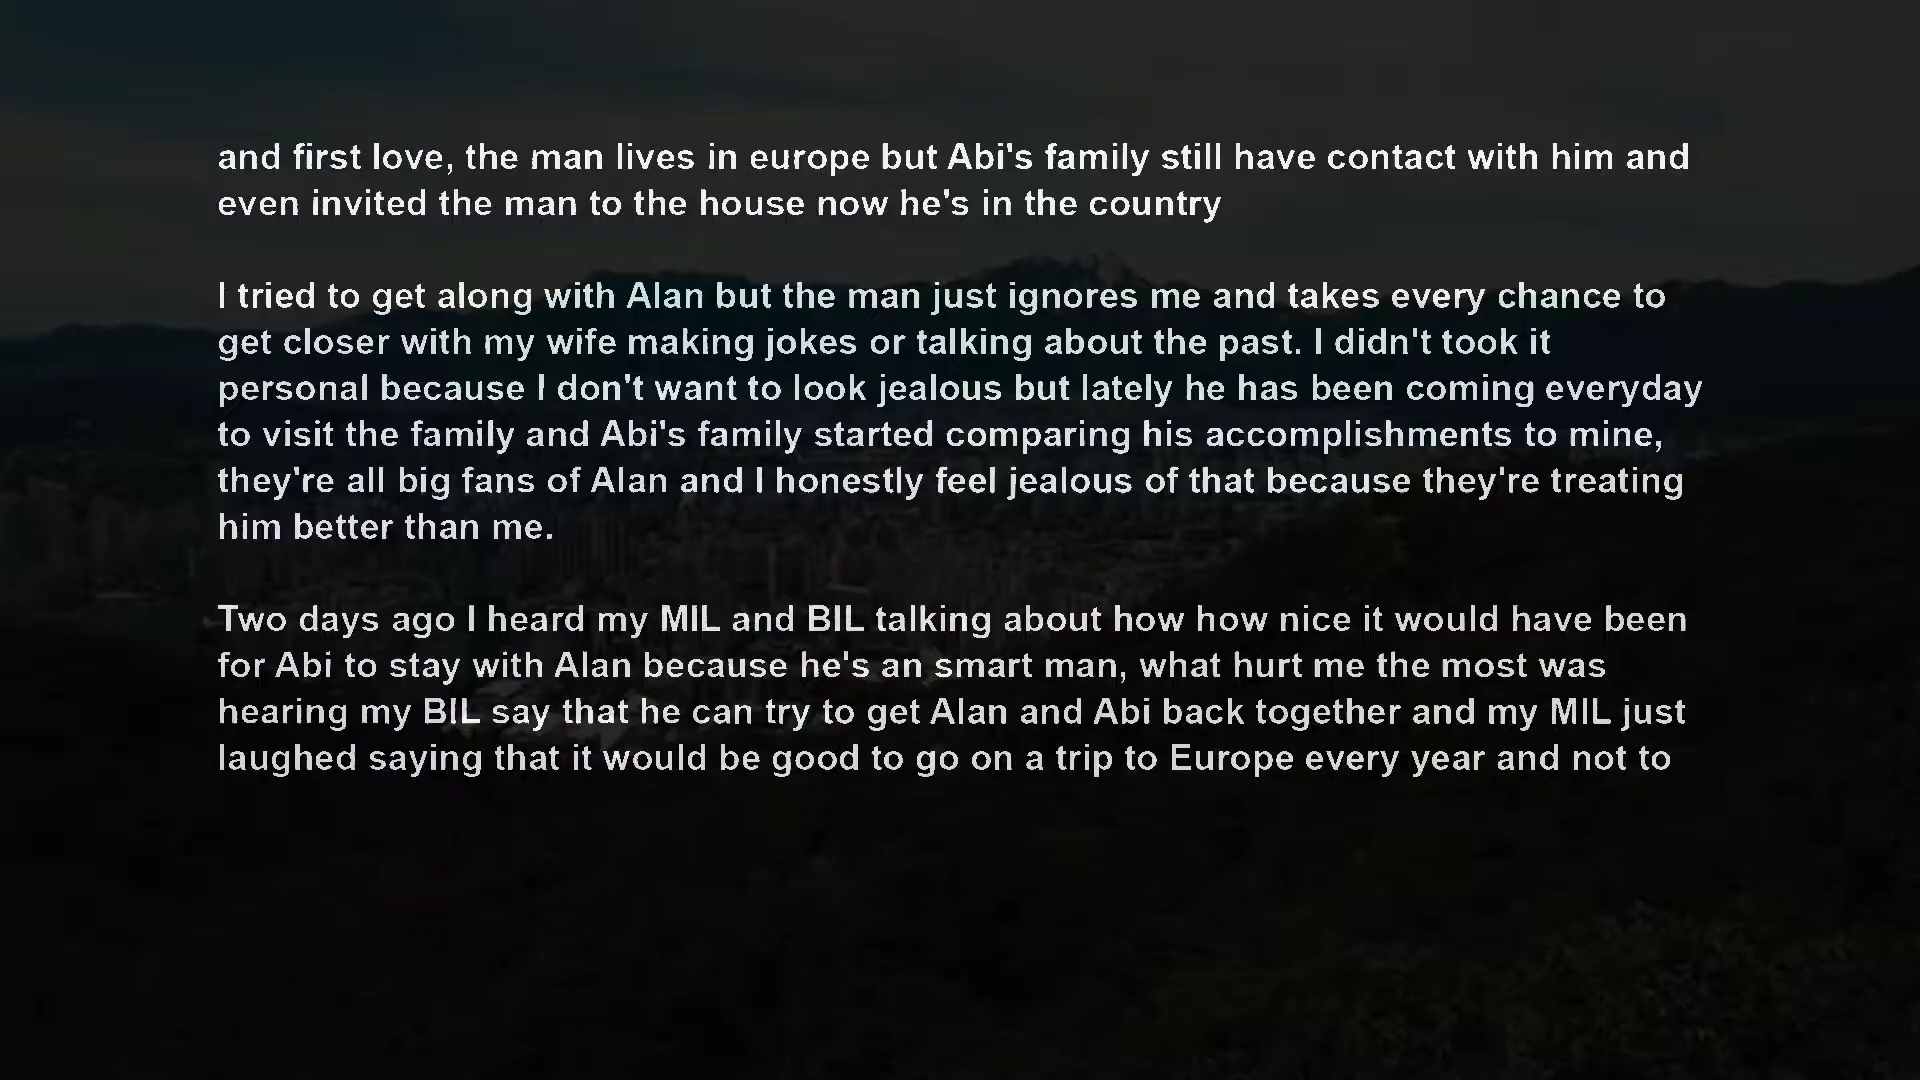 and first love, the man lives in europe but Abi's family still have contact with him and
even invited the man to the house now he's in the country
I tried to get along with Alan but the man just ignores me and takes every chance to
get closer with my wife making jokes or talking about the past. I didn't took it
personal because I don't want to look jealous but lately he has been coming everyday
to visit the family and Abi's family started comparing his accomplishments to mine,
they're all big fans of Alan and I honestly feel jealous of that because they're treating
him better than me.
Two days ago I heard my MIL and BIL talking about how how nice it would have been
for Abi to stay with Alan because he's an smart man, what hurt me the most was
hearing my BIL say that he can try to get Alan and Abi back together and my MIL just
laughed saying that it would be good to go on a trip to Europe every year and not to